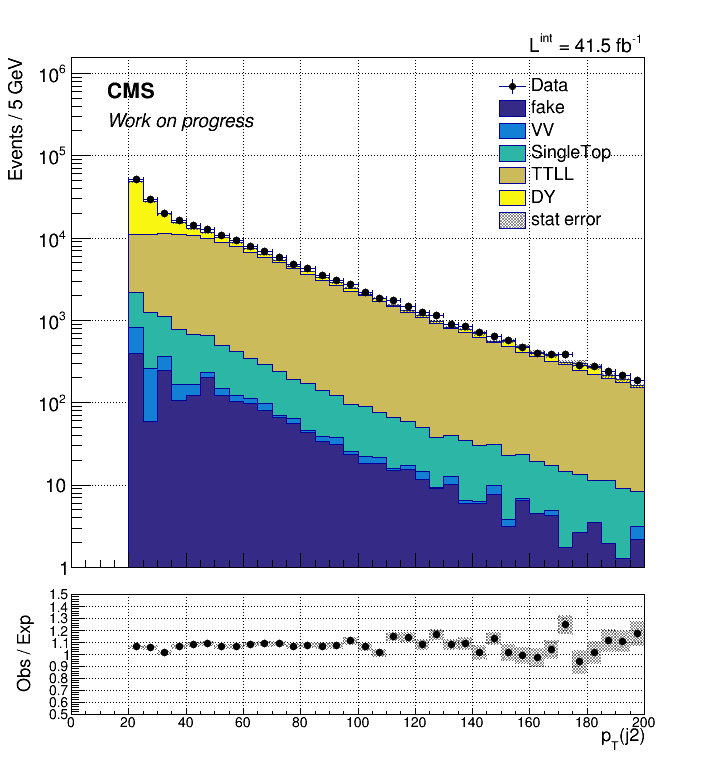 L^int = 41.5 fb^-1
Events / 5 GeV
10^6
10^5
10^4
10^3
10^2
10
1
CMS
Work on progress
Data
fake
VV
SingleTop
TTLL
DY
stat error
Obs / Exp
1.5
1.4
1.3
1.2
1.1
1
0.9
0.8
0.7
0.6
0.5
0 20 40 60 80 100 120 140 160 180 200
p_T(j2)